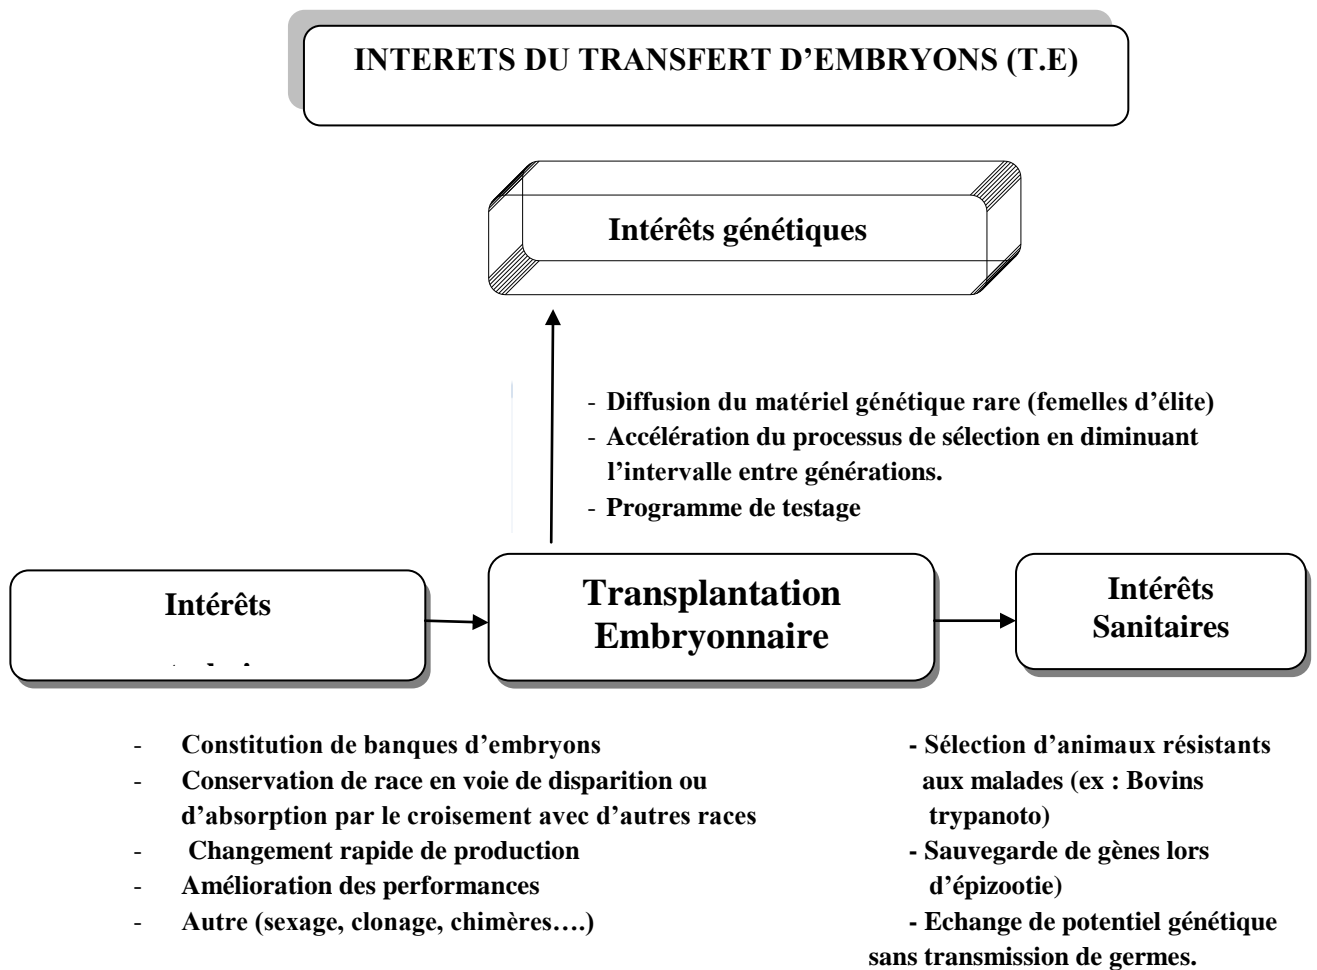 INTERETS DU TRANSFERT D’EMBRYONS (T.E)
Intérêts génétiques
- Diffusion du matériel génétique rare (femelles d’élite)
- Accélération du processus de sélection en diminuant
l’intervalle entre générations.
- Programme de testage
Intérêts
Transplantation
Embryonnaire
Intérêts
Sanitaires
- Constitution de banques d’embryons
- Conservation de race en voie de disparition ou
d’absorption par le croisement avec d’autres races
- Changement rapide de production
- Amélioration des performances
- Autre (sexage, clonage, chimères….)
- Sélection d’animaux résistants
aux malades (ex : Bovins
trypanoto)
- Sauvegarde de gènes lors
d’épizootie)
- Echange de potentiel génétique
sans transmission de germes.